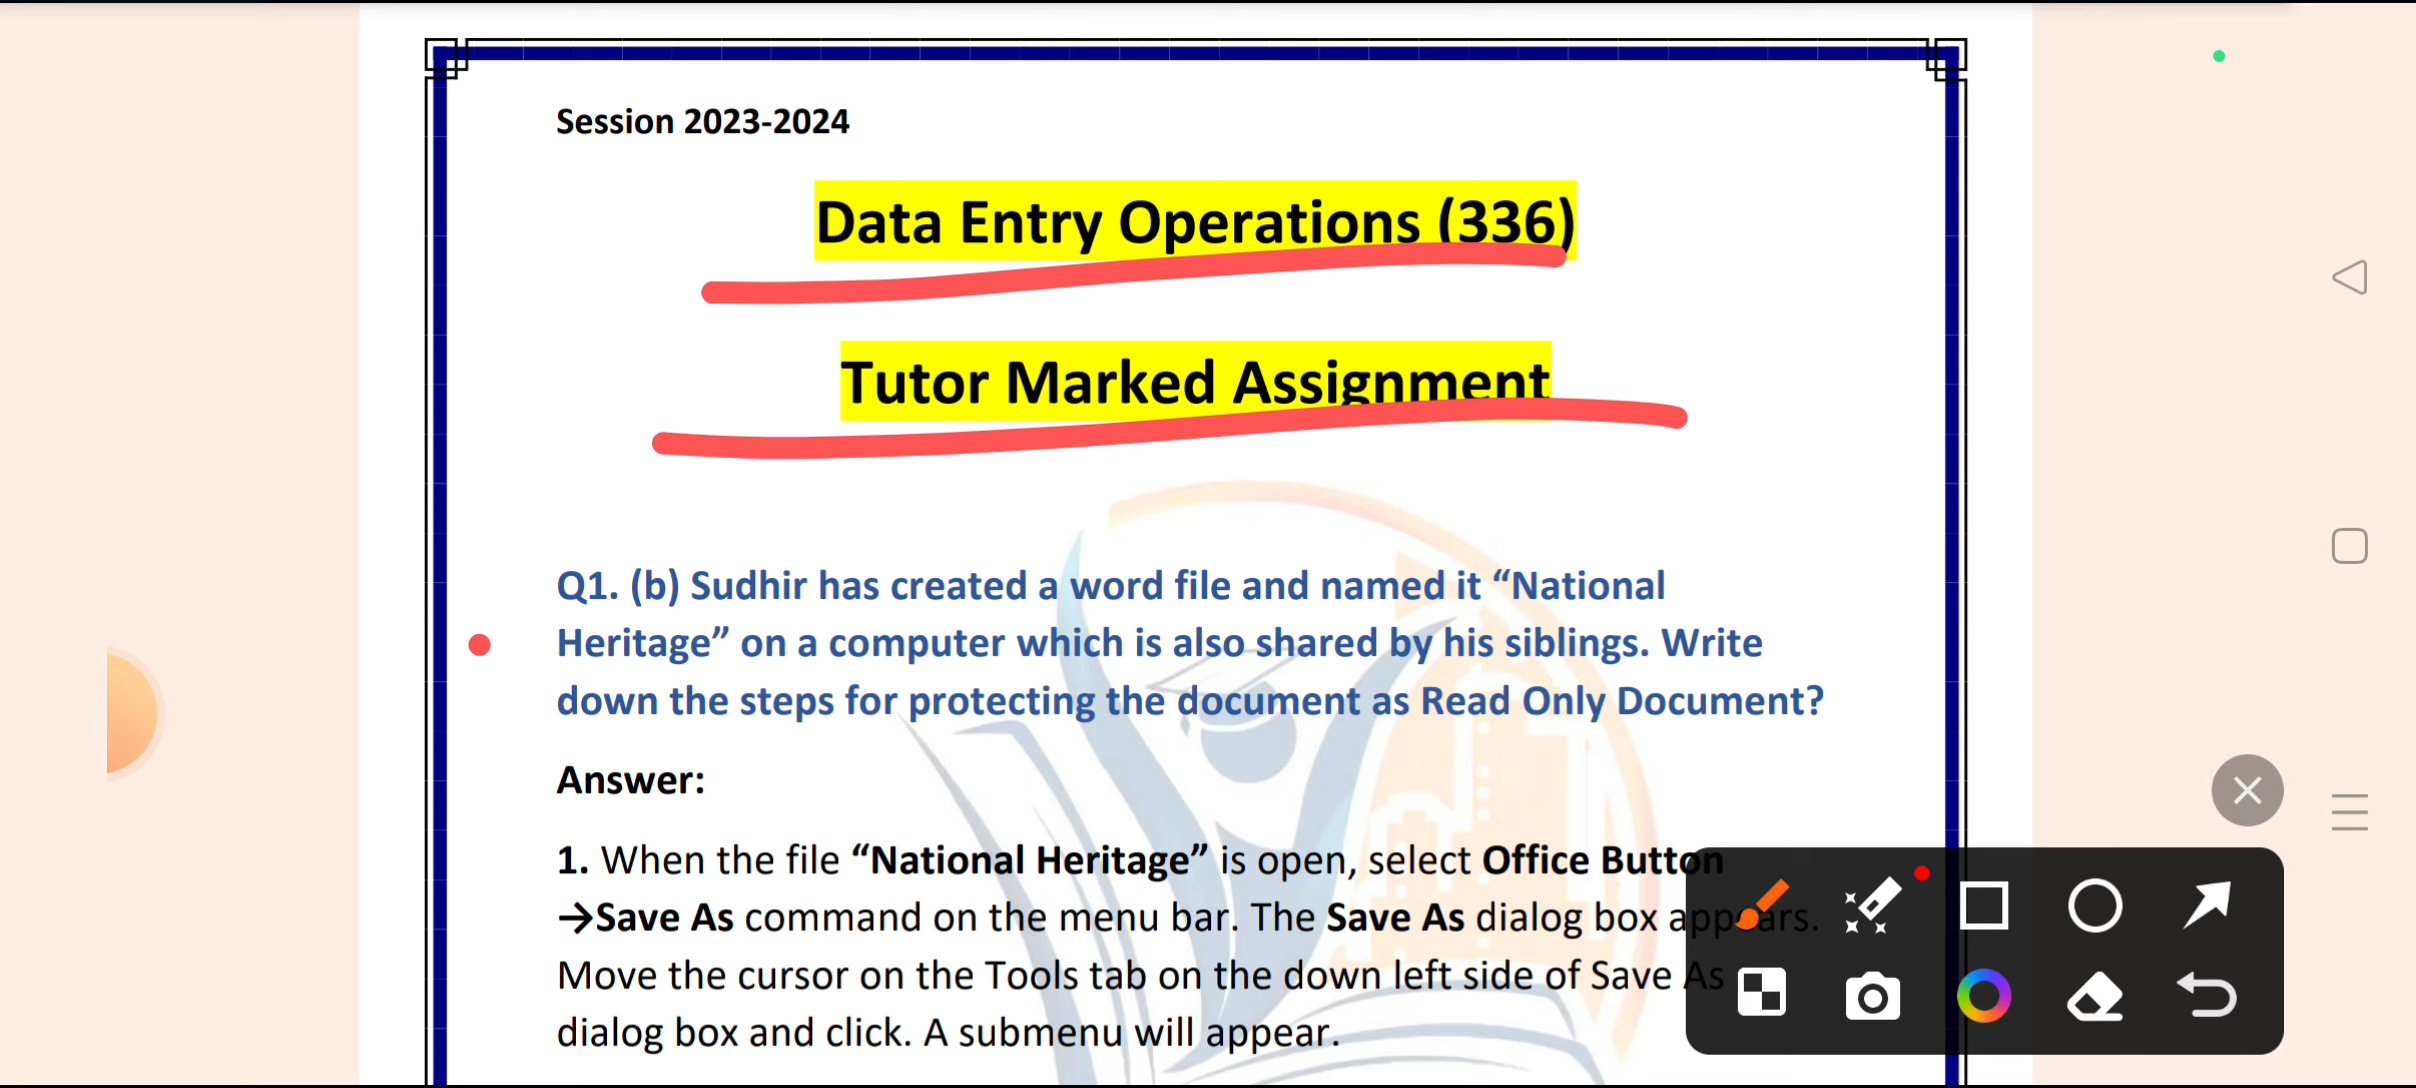 Session 2023-2024
Data Entry Operations (336)
Tutor Marked Assignment
Q1. (b) Sudhir has created a word file and named it “National
Heritage” on a computer which is also shared by his siblings. Write
down the steps for protecting the document as Read Only Document?
Answer:
1. When the file “National Heritage” is open, select Office Button
→Save As command on the menu bar. The Save As dialog box appears.
Move the cursor on the Tools tab on the down left side of Save As
dialog box and click. A submenu will appear.